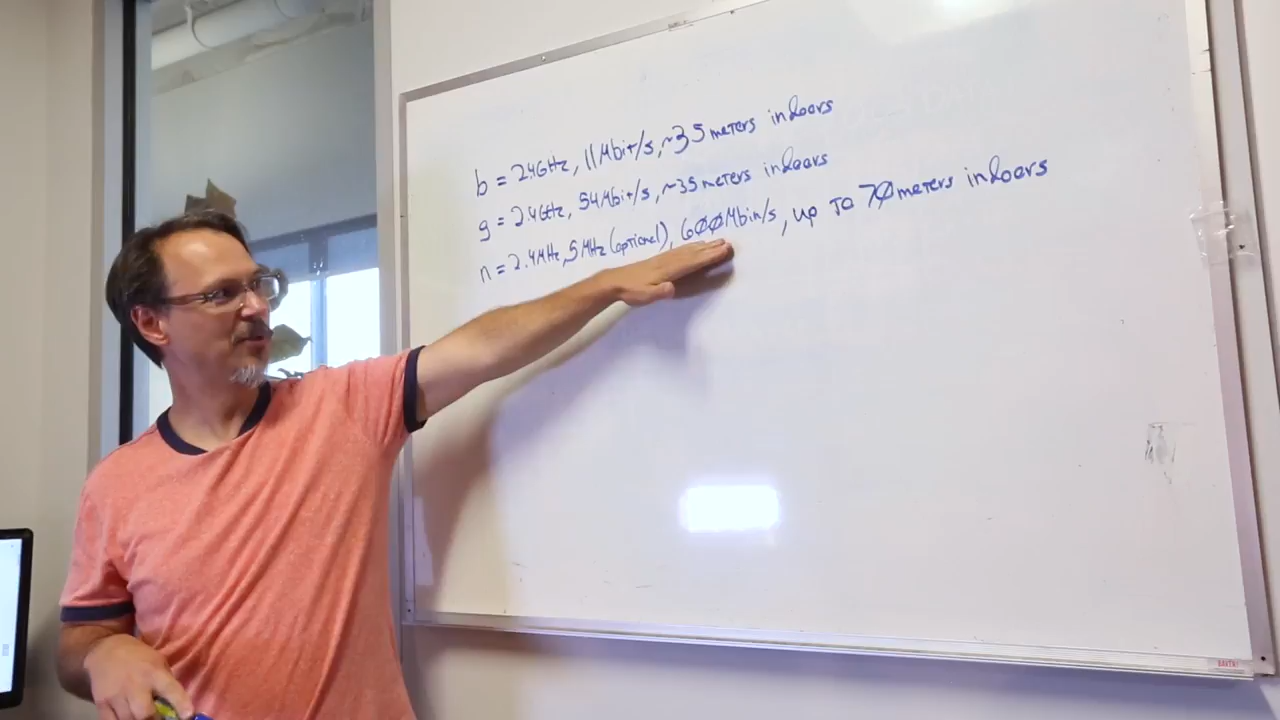 b = 2.4GHz, 11Mbit/s, ~35 meters indoors
g = 2.4GHz, 54Mbit/s, ~35 meters indoors
n = 2.4MHz, 5MHz (optional), 600Mbin/s, up to 70 meters indoors